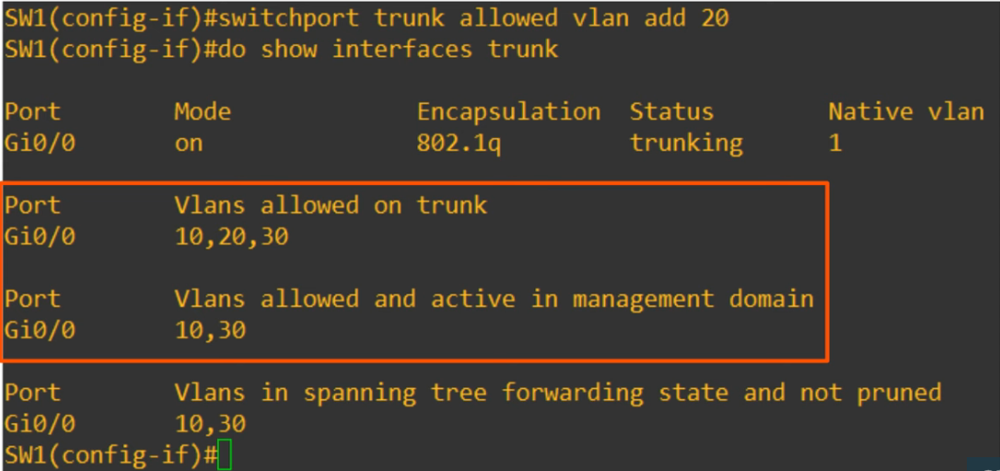 SW1(config-if)#switchport trunk allowed vlan add 20
SW1(config-if)#do show interfaces trunk
Port Mode Encapsulation Status Native vlan
Gi0/0 on 802.1q trunking 1
Port Vlans allowed on trunk
Gi0/0 10,20,30
Port Vlans allowed and active in management domain
Gi0/0 10,30
Port Vlans in spanning tree forwarding state and not pruned
Gi0/0 10,30
SW1(config-if)#